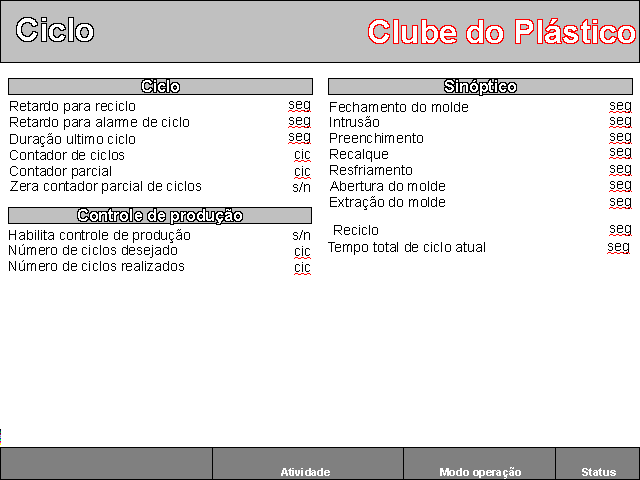 Ciclo
Clube do Plástico
Ciclo
Retardo para reciclo seg
Retardo para alarme de ciclo seg
Duração ultimo ciclo seg
Contador de ciclos cic
Contador parcial cic
Zera contador parcial de ciclos s/n
Controle de produção
Habilita controle de produção s/n
Número de ciclos desejado cic
Número de ciclos realizados cic
Sinóptico
Fechamento do molde seg
Intrusão seg
Preenchimento seg
Recalque seg
Resfriamento seg
Abertura do molde seg
Extração do molde seg
Reciclo seg
Tempo total de ciclo atual seg
Atividade
Modo operação
Status